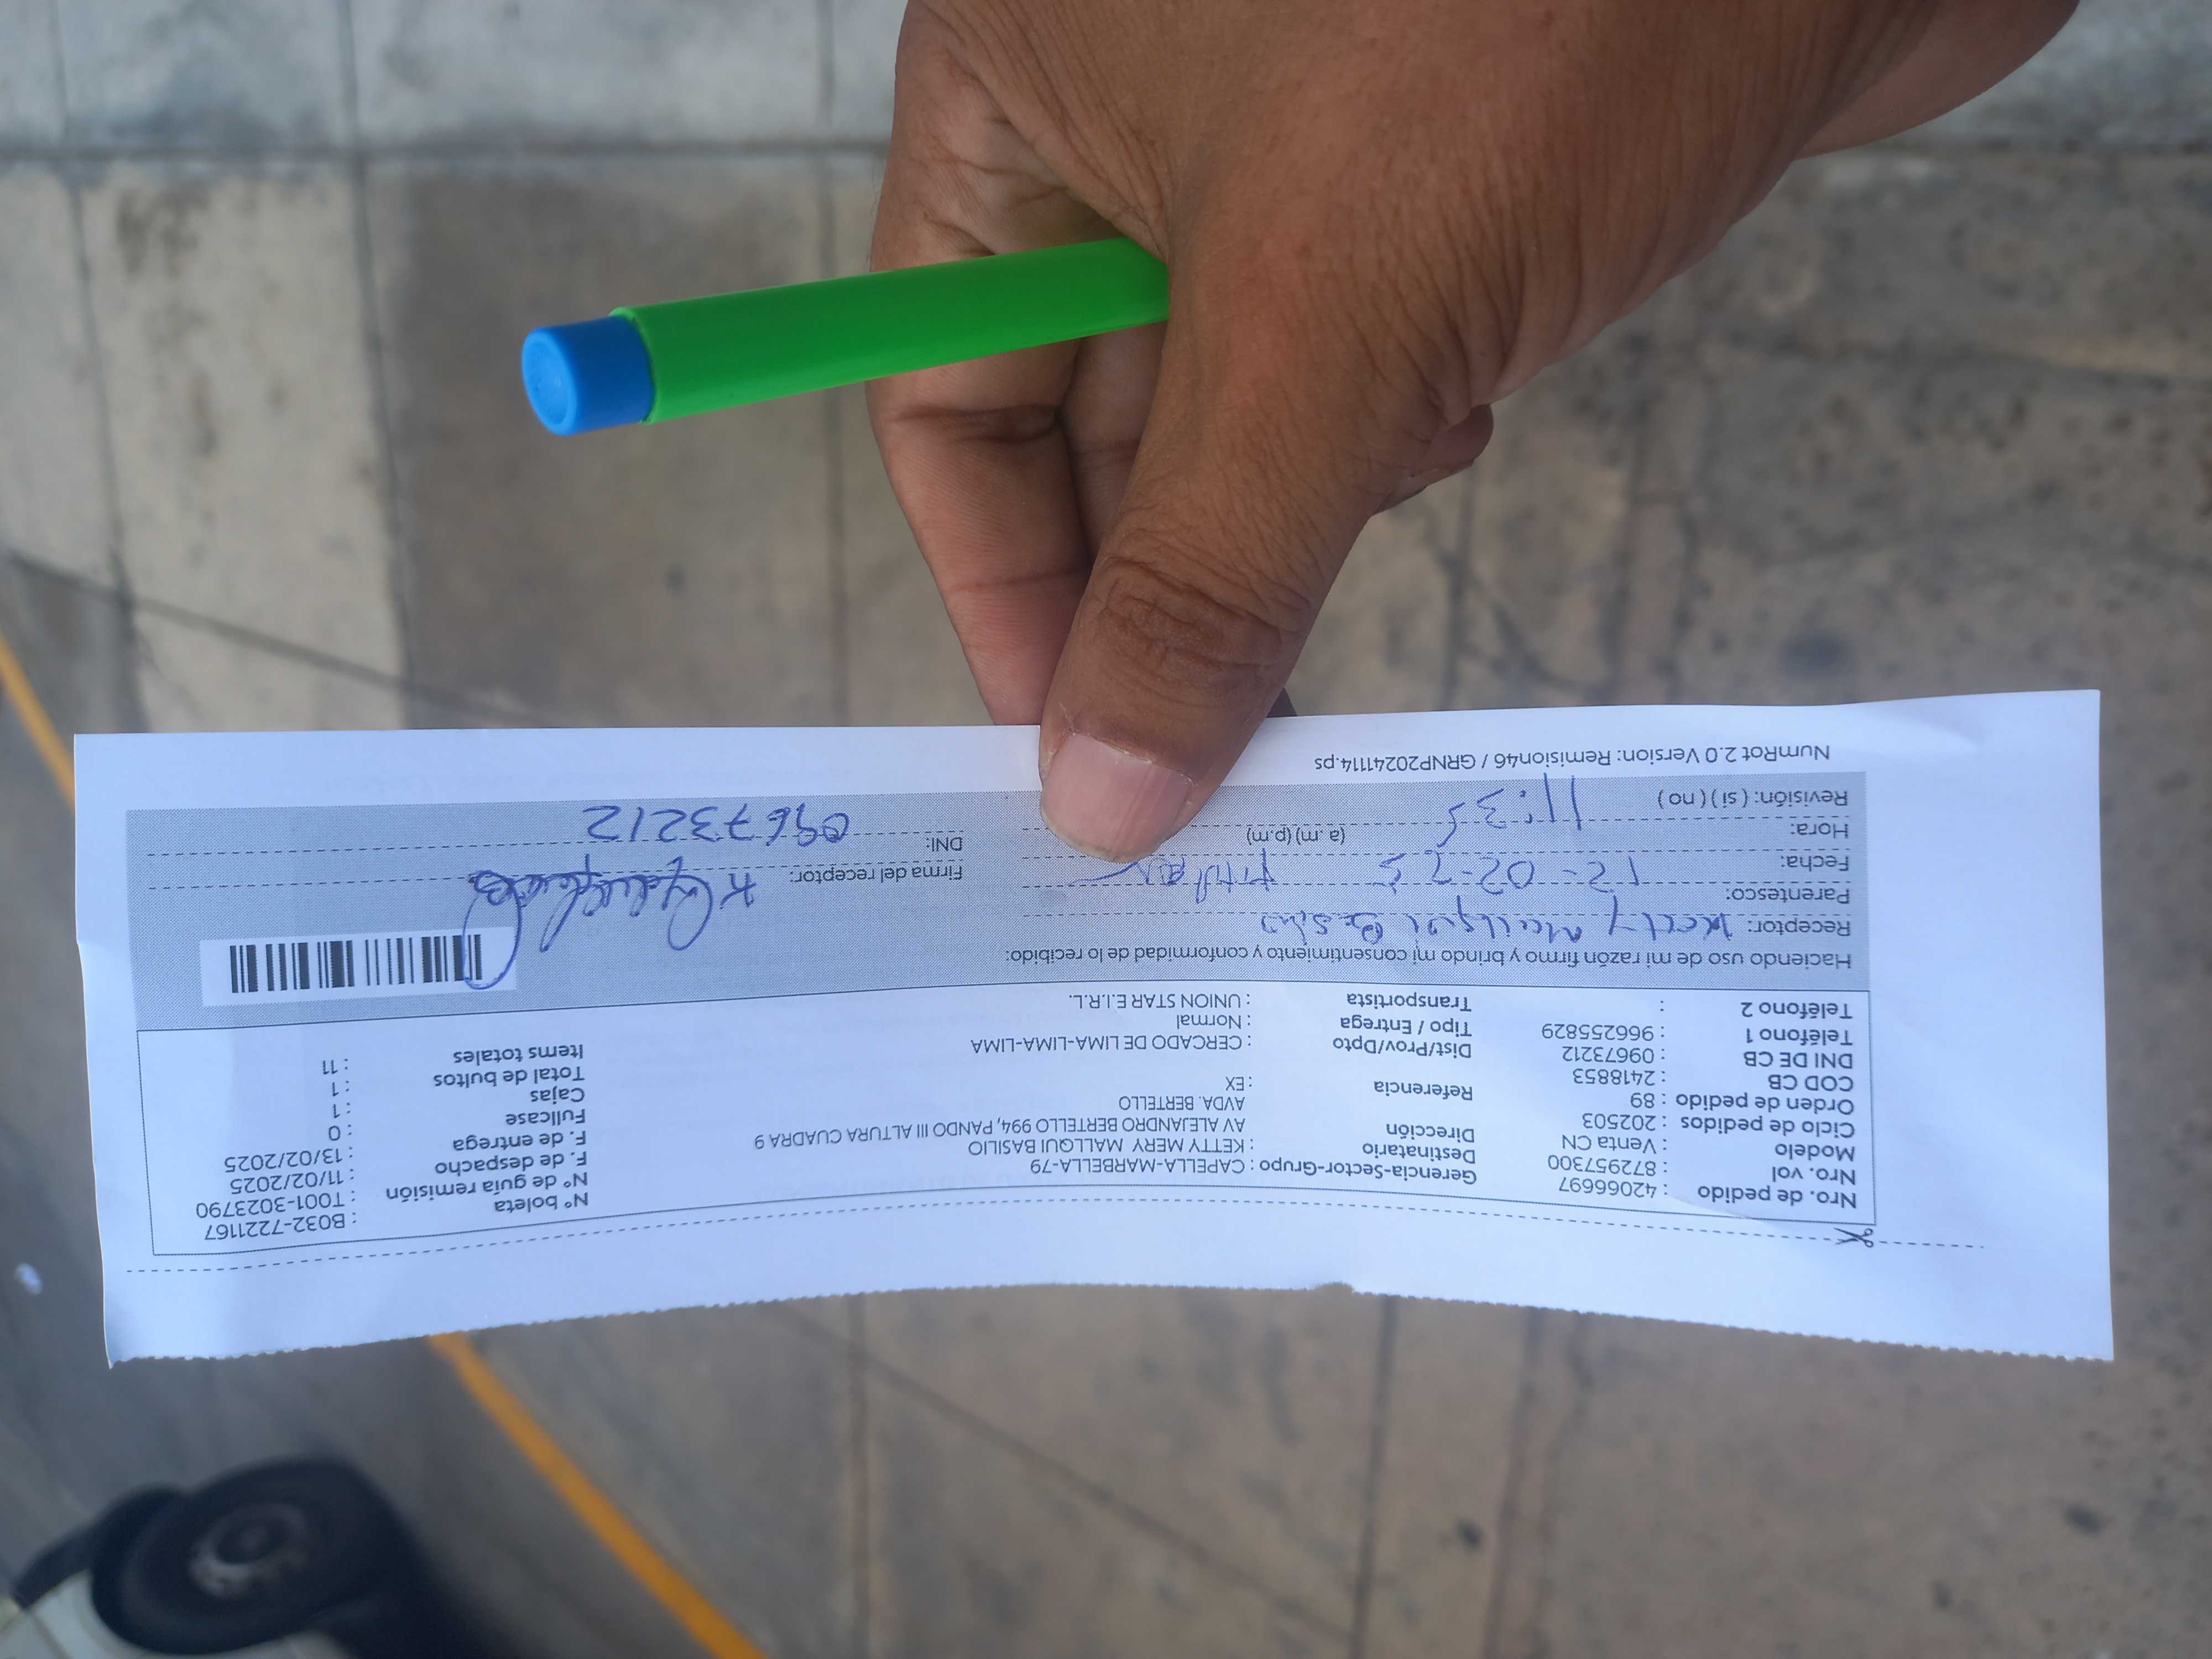 Nro. de pedido : 42066697
Nro. vol : 872957300
Modelo : Venta CN
Ciclo de pedidos : 202503
Orden de pedido : 89
COD CB : 2418853
DNI DE CB : 09673212
Teléfono 1 : 966255829
Teléfono 2 :
Gerencia-Sector-Grupo : CAPELLA-MARBELLA-79
Destinatario : KETTY MERY MALLQUI BASILIO
Dirección AV ALEJANDRO BERTELLO 994, PANDO III ALTURA CUADRA 9
AVDA. BERTELLO
Referencia : EX
Dist/Prov/Dpto : CERCADO DE LIMA-LIMA-LIMA
Tipo / Entrega : Normal
Transportista : UNION STAR E.I.R.L.
N° boleta : B032-7221167
N° de guía remisión : T001-3023790
F. de despacho : 11/02/2025
F. de entrega : 13/02/2025
Fullcase : 0
Cajas : 1
Total de bultos : 1
Items totales : 11
Haciendo uso de mi razón firmo y brindo mi consentimiento y conformidad de lo recibido:
Receptor: Ketty Mallqui Basilio
Parentesco: titular
Fecha: 12-02-25
Hora: 11:35 (a. m) (p.m)
Revisión: ( si ) ( no )
Firma del receptor:
DNI: 09673212
NumRot 2.0 Version: Remision46 / GRNP20241114.ps